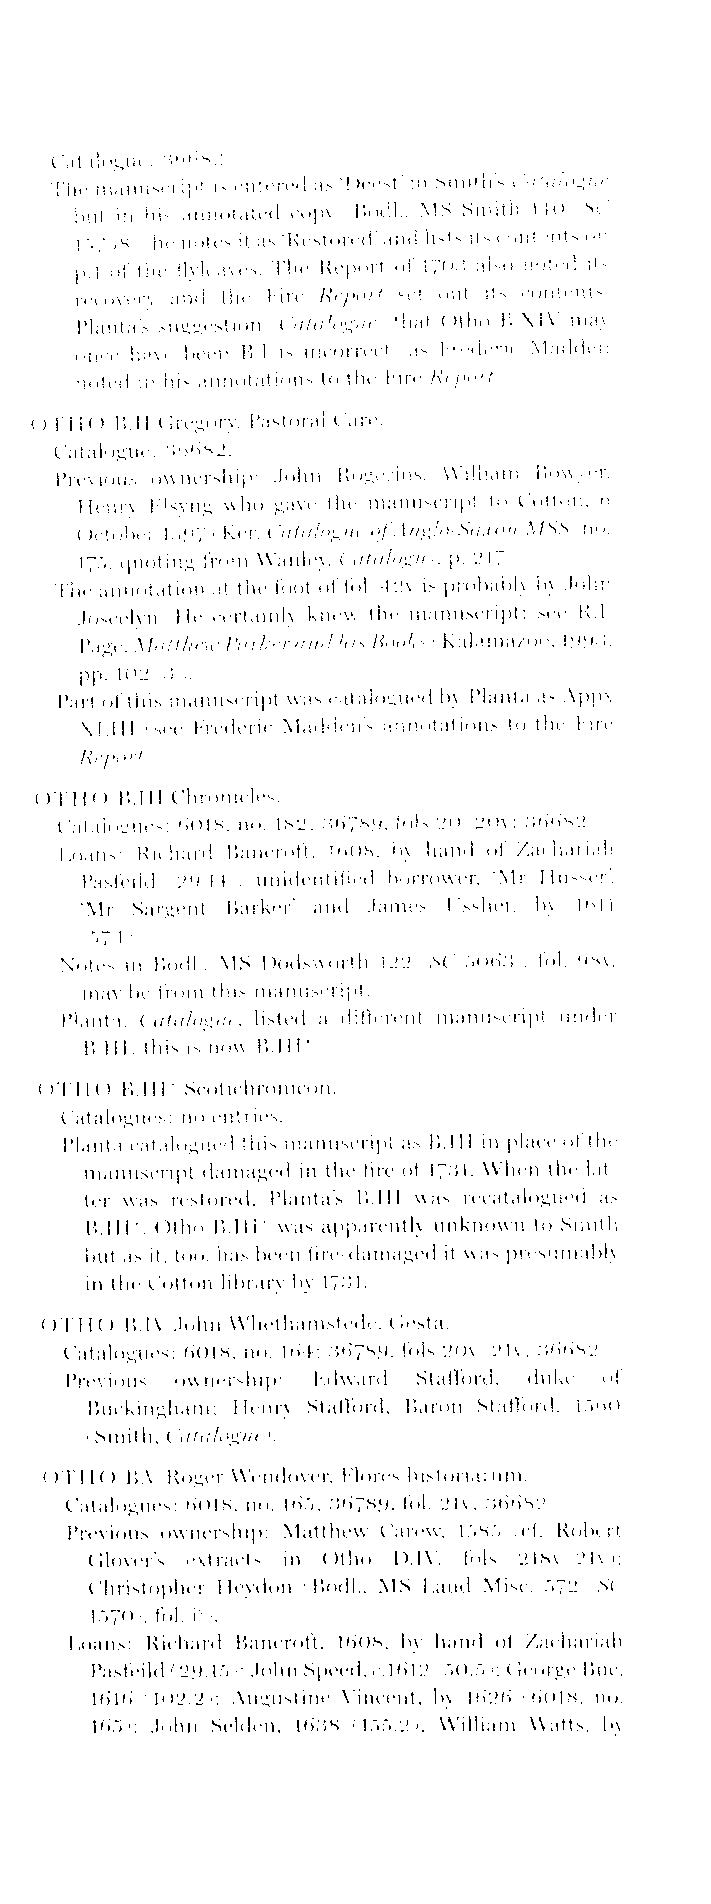 Catalogue: 36682.
The manuscript is entered as 'Deest' in Smith's Catalogue
but in his annotated copy (Bodl., MS Smith 140 (SC
he notes it as 'Restored' and lists its contents on
p.1 of the flyleaves. The Report of 1703 also noted its
recovery and the Fire Report set out its contents.
Planta's suggestion (Catalogue) that Otho B.XIV may
once have been B.I is incorrect, as Frederic Madden
noted in his annotations to the Fire Report.
OTHO B.II Gregory, Pastoral Care.
Catalogue: 36682.
Previous ownership: John Rogerius, William Bowyer,
Henry Elsyng who gave the manuscript to Cotton, 6
October 1597 (Ker, Catalogue of Anglo-Saxon MSS, no.
175, quoting from Wanley, Catalogue, p. 217).
The annotation at the foot of fol. 42v is probably by John
Joscelyn. He certainly knew the manuscript: see R.I.
Page, Matthew Parker and his Books (Kalamazoo, 1993),
pp. 102
Part of this manuscript was catalogued by Planta as Appx
XLIII (see Frederic Madden's annotations to the Fire
Report).
OTHO B.III Chronicles.
Catalogues: 6018, no. 182; 36789, fols 20–20v; 36682.
Loans: Richard Bancroft, 1608, by hand of Zachariah
Pasfeild (29.14); unidentified borrower, 'Mr Husser',
'Mr Sargent Barker' and James Ussher, by 1611
Notes in Bodl., MS Dodsworth 122 (SC 5063), fol. 98v,
may be from this manuscript.
Planta, Catalogue, listed a different manuscript under
B.III: this is now B.III*.
OTHO B.III* Scotichronicon.
Catalogues: no entries.
Planta catalogued this manuscript as B.III in place of the
manuscript damaged in the fire of 1731. When the lat-
ter was restored, Planta's B.III was recatalogued as
B.III*. Otho B.III* was apparently unknown to Smith
but as it, too, has been fire-damaged it was presumably
in the Cotton library by 1731.
OTHO B.IV John Whethamstede, Gesta.
Catalogues: 6018, no. 164; 36789, fols 20v–21v; 36682.
Previous ownership: Edward Stafford, duke of
Buckingham; Henry Stafford, Baron Stafford, 1560
(Smith, Catalogue).
OTHO B.V Roger Wendover, Flores historiarum.
Catalogues: 6018, no. 165; 36789, fol. 21v; 36682.
Previous ownership: Matthew Carew, 1585 (cf. Robert
Glover's extracts in Otho D.IV, fols
Christopher Heydon (Bodl., MS Laud Misc. 572 (SC
1570), fol.
Loans: Richard Bancroft, 1608, by hand of Zachariah
Pasfeild (29.15); John Speed, c.1612 (50.5); George Buc,
1616 (102.2); Augustine Vincent, by 1626 (6018, no.
165); John Selden, 1638 (155.2); William Watts, by